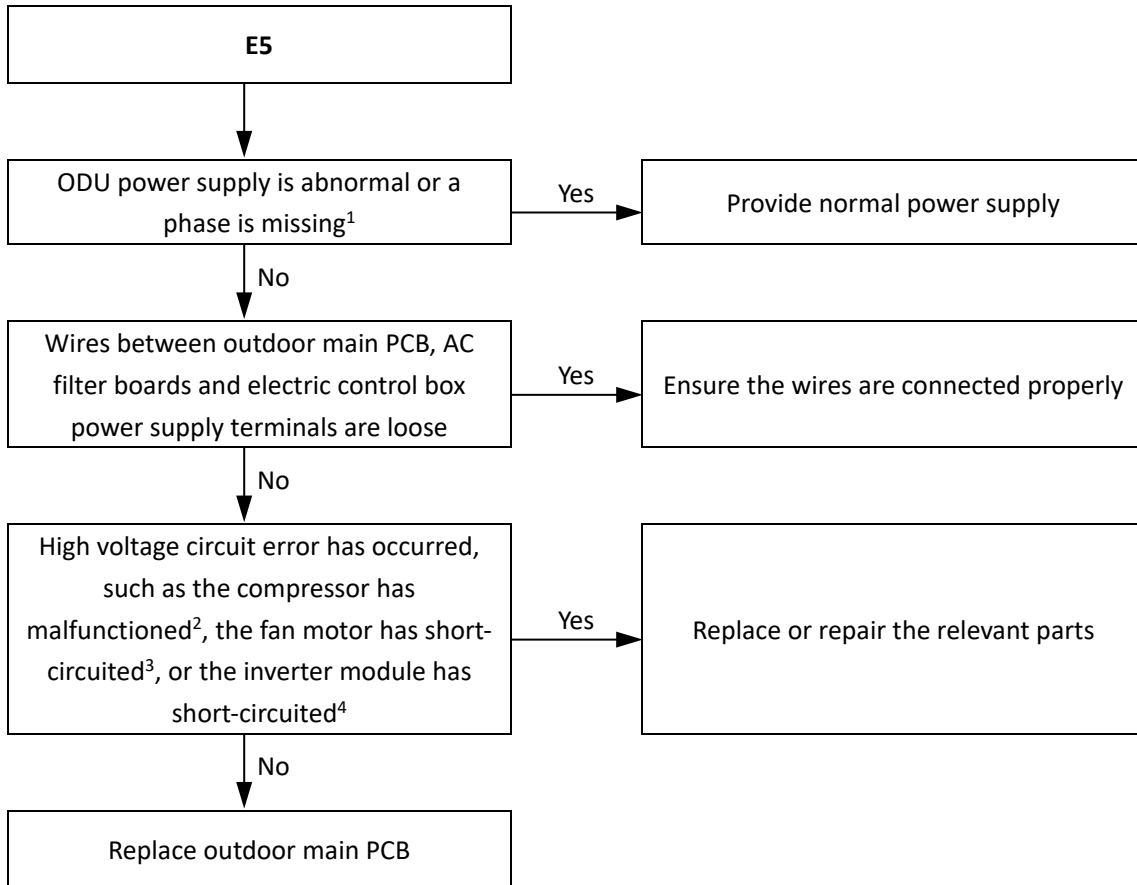 E5
ODU power supply is abnormal or a
phase is missing¹
Yes
Provide normal power supply
No
Wires between outdoor main PCB, AC
filter boards and electric control box
power supply terminals are loose
Yes
Ensure the wires are connected properly
No
High voltage circuit error has occurred,
such as the compressor has
malfunctioned², the fan motor has short-
circuited³, or the inverter module has
short-circuited⁴
Yes
Replace or repair the relevant parts
No
Replace outdoor main PCB